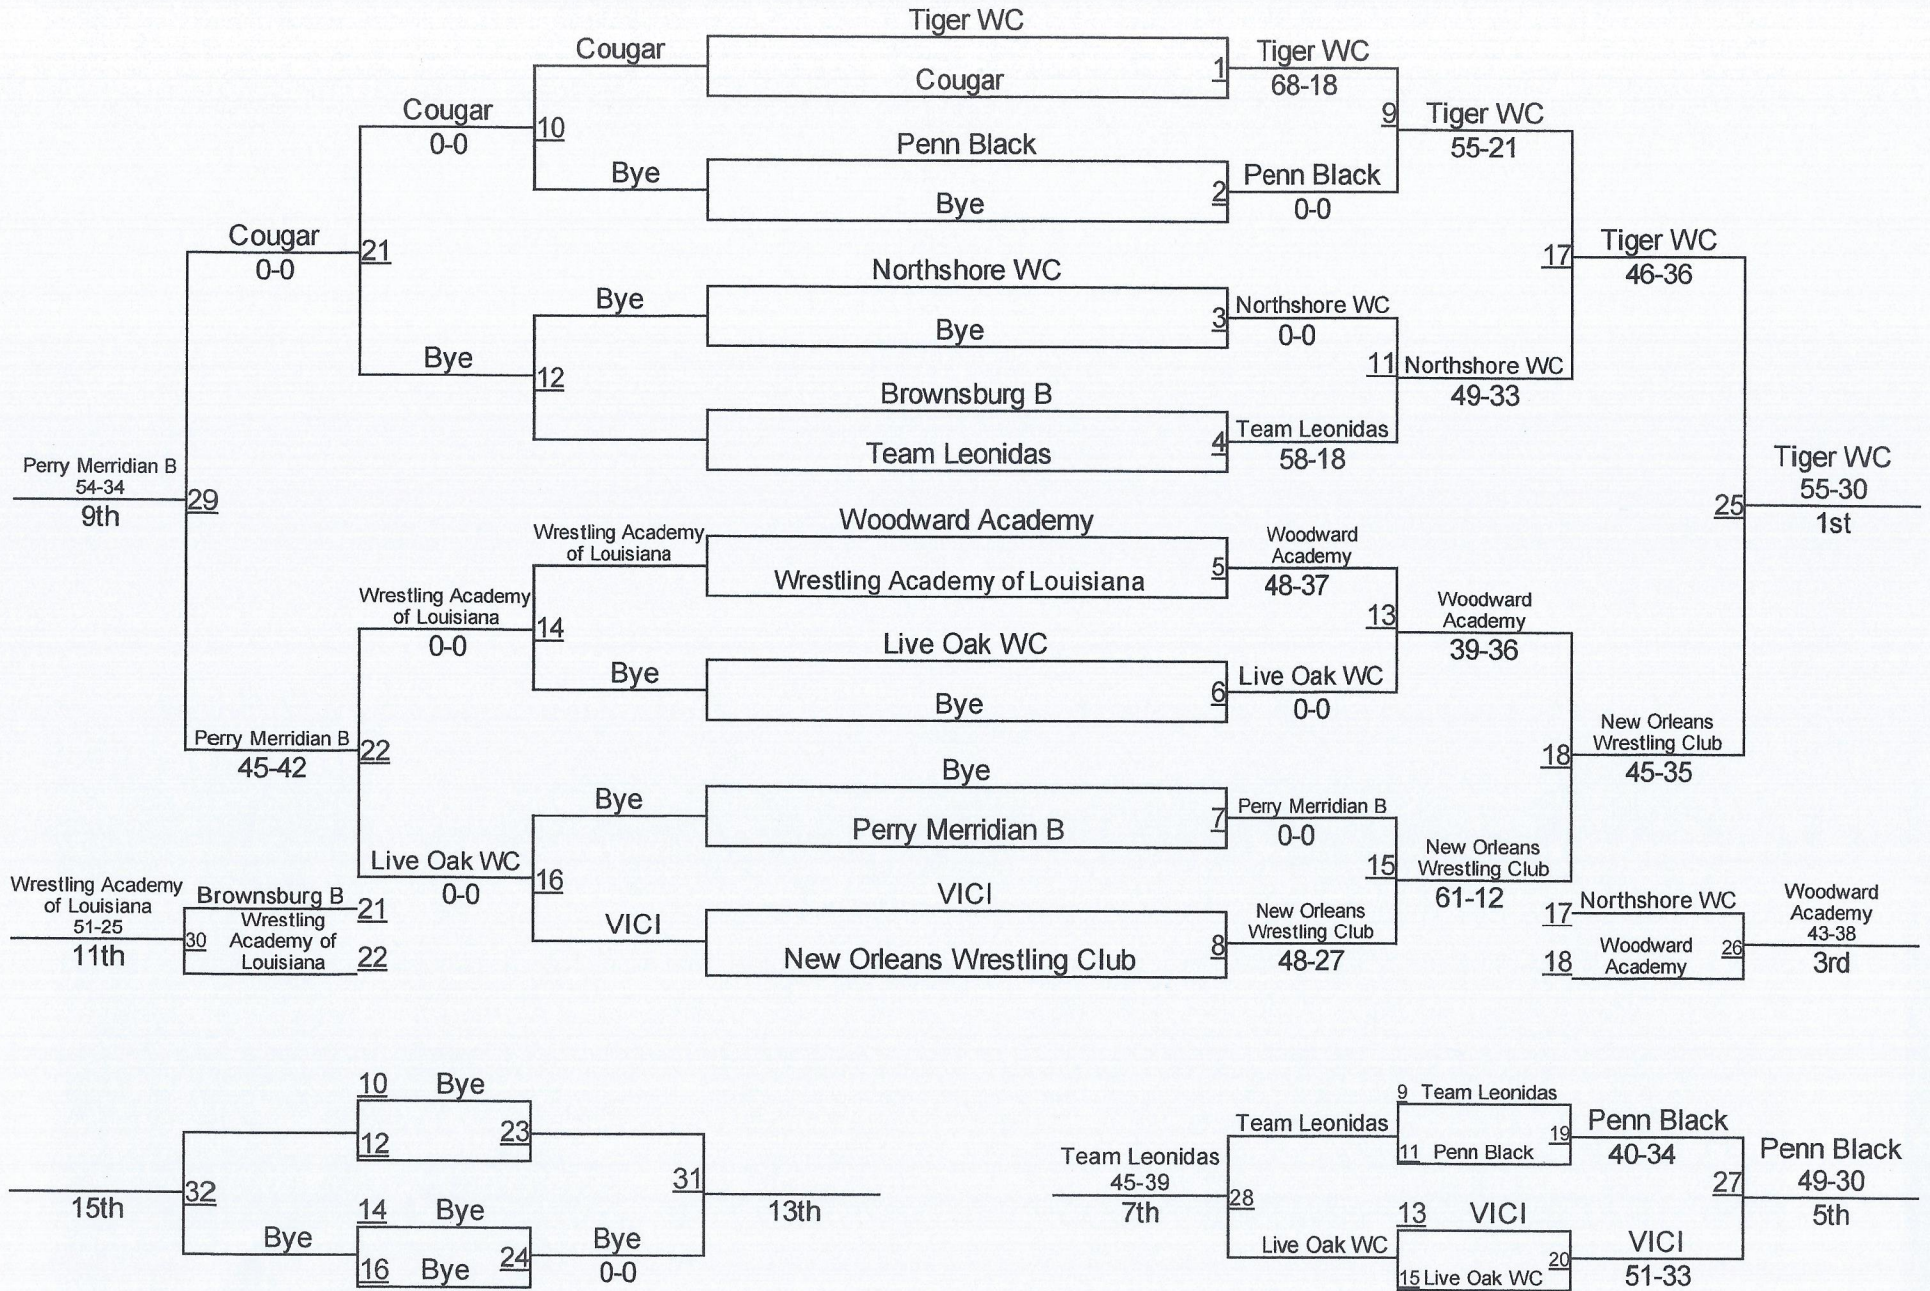 Tiger WC
Cougar
1
Tiger WC
68-18
Penn Black
Bye
2
Penn Black
0-0
9
Tiger WC
55-21
Northshore WC
Bye
3
Northshore WC
0-0
Brownsburg B
Team Leonidas
4
Team Leonidas
58-18
11
Northshore WC
49-33
17
Tiger WC
46-36
Woodward Academy
Wrestling Academy of Louisiana
5
Woodward
Academy
48-37
Live Oak WC
Bye
6
Live Oak WC
0-0
13
Woodward
Academy
39-36
Bye
Perry Merridian B
7
Perry Merridian B
0-0
VICI
New Orleans Wrestling Club
8
New Orleans
Wrestling Club
48-27
15
New Orleans
Wrestling Club
61-12
18
New Orleans
Wrestling Club
45-35
25
Tiger WC
55-30
1st
17
Northshore WC
18
Woodward
Academy
26
Woodward
Academy
43-38
3rd
Cougar
Bye
10
Cougar
0-0
Bye
12
Bye
21
Cougar
0-0
Wrestling Academy
of Louisiana
Bye
14
Wrestling Academy
of Louisiana
0-0
Bye
VICI
16
Live Oak WC
0-0
22
Perry Merridian B
45-42
29
Perry Merridian B
54-34
9th
Brownsburg B
21
Wrestling
Academy of
Louisiana
22
30
Wrestling Academy
of Louisiana
51-25
11th
10
Bye
12
23
14
Bye
16
Bye
24
Bye
0-0
31
13th
Bye
32
15th
9
Team Leonidas
11
Penn Black
19
Penn Black
40-34
13
VICI
15
Live Oak WC
20
VICI
51-33
27
Penn Black
49-30
5th
Team Leonidas
Live Oak WC
28
Team Leonidas
45-39
7th